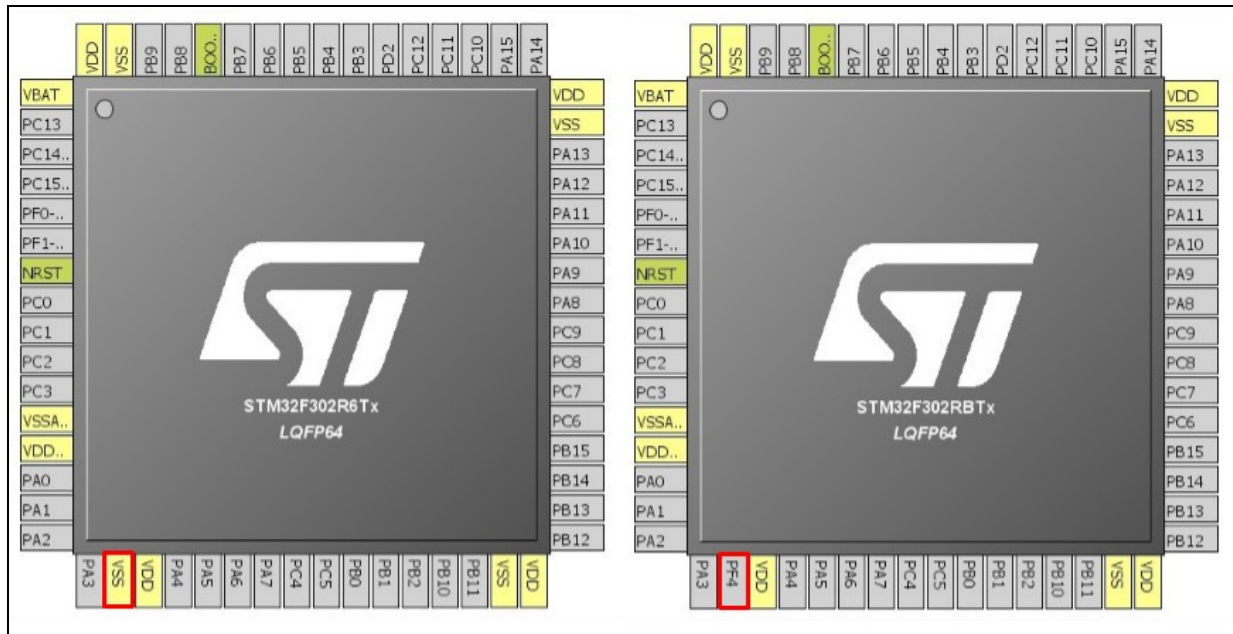 VDD VSS PB9 PB8 BOO.. PB7 PB6 PB5 PB4 PB3 PD2 PC12 PC11 PC10 PA15 PA14
VBAT
PC13
PC14..
PC15..
PF0-..
PF1-..
NRST
PC0
PC1
PC2
PC3
VSSA..
VDD..
PA0
PA1
PA2
STM32F302R6Tx
LQFP64
VDD
VSS
PA13
PA12
PA11
PA10
PA9
PA8
PC9
PC8
PC7
PC6
PB15
PB14
PB13
PB12
PA3 VSS VDD PA4 PA5 PA6 PA7 PC4 PC5 PB0 PB1 PB2 PB10 PB11 VSS VDD
VDD VSS PB9 PB8 BOO.. PB7 PB6 PB5 PB4 PB3 PD2 PC12 PC11 PC10 PA15 PA14
VBAT
PC13
PC14..
PC15..
PF0-..
PF1-..
NRST
PC0
PC1
PC2
PC3
VSSA..
VDD..
PA0
PA1
PA2
STM32F302RBTx
LQFP64
VDD
VSS
PA13
PA12
PA11
PA10
PA9
PA8
PC9
PC8
PC7
PC6
PB15
PB14
PB13
PB12
PA3 PF4 VDD PA4 PA5 PA6 PA7 PC4 PC5 PB0 PB1 PB2 PB10 PB11 VSS VDD